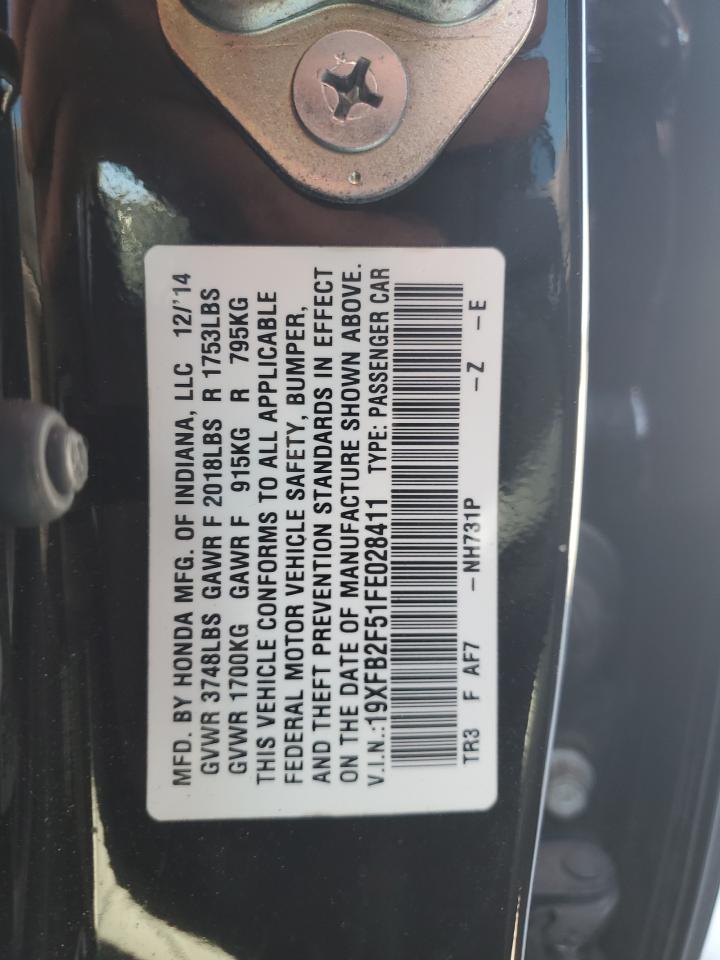 MFD. BY HONDA MFG. OF INDIANA, LLC 12/'14
GVWR 3748LBS GAWR F 2018LBS R 1753LBS
GVWR 1700KG GAWR F 915KG R 795KG
THIS VEHICLE CONFORMS TO ALL APPLICABLE
FEDERAL MOTOR VEHICLE SAFETY, BUMPER,
AND THEFT PREVENTION STANDARDS IN EFFECT
ON THE DATE OF MANUFACTURE SHOWN ABOVE.
V.I.N.:19XFB2F51FE028411 TYPE: PASSENGER CAR
TR3 F AF7 –NH731P –Z –E